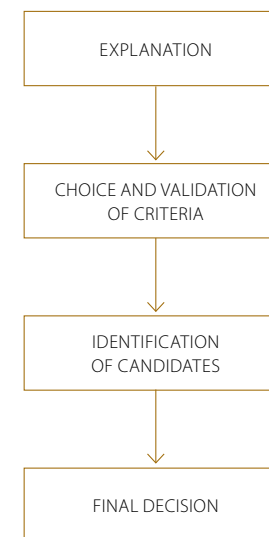 EXPLANATION
CHOICE AND VALIDATION
OF CRITERIA
IDENTIFICATION
OF CANDIDATES
FINAL DECISION